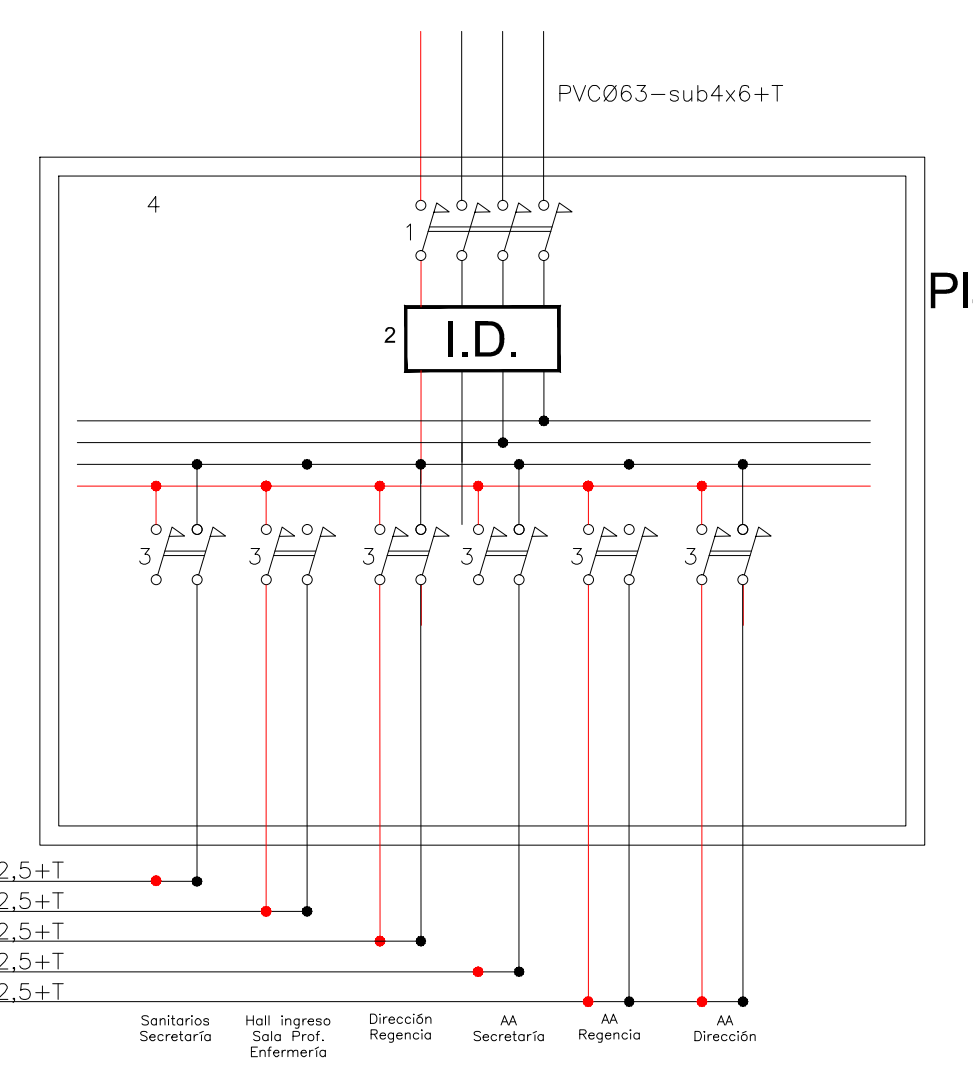 PVCØ63-sub4x6+T
4
1
2
I.D.
3
3
3
3
3
3
2,5+T
2,5+T
2,5+T
2,5+T
2,5+T
Sanitarios
Secretaría
Hall ingreso
Sala Prof.
Enfermería
Dirección
Regencia
AA
Secretaría
AA
Regencia
AA
Dirección